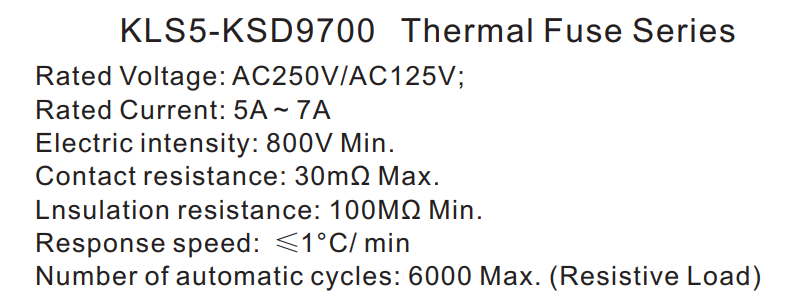 KLS5-KSD9700 Thermal Fuse Series
Rated Voltage: AC250V/AC125V;
Rated Current: 5A ~ 7A
Electric intensity: 800V Min.
Contact resistance: 30mΩ Max.
Lnsulation resistance: 100MΩ Min.
Response speed: ≤1°C/ min
Number of automatic cycles: 6000 Max. (Resistive Load)